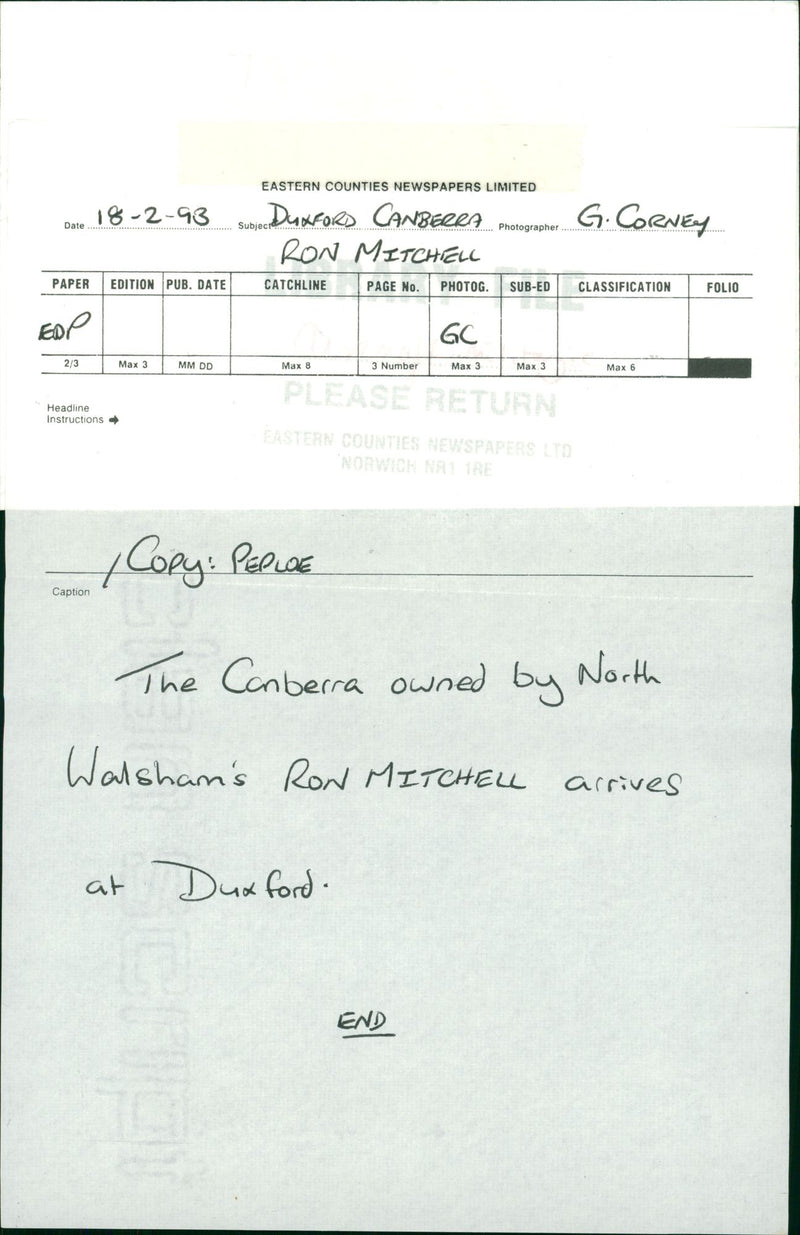 EASTERN COUNTIES NEWSPAPERS LIMITED
Date 18-2-93 Subject DUXFORD CANBERRA Photographer G. CORNEY
RON MITCHELL
LIBRARY FILE
PAPER EDITION PUB. DATE CATCHLINE PAGE No. PHOTOG. SUB-ED CLASSIFICATION FOLIO
EDP GC
2/3 Max 3 MM DD Max 8 3 Number Max 3 Max 3 Max 6
PLEASE RETURN
Headline
Instructions
EASTERN COUNTIES NEWSPAPERS LTD
NORWICH NR1 1RE
/COPY: PEPLOE
Caption
The Canberra owned by North
Walsham's RON MITCHELL arrives
at Duxford.
END